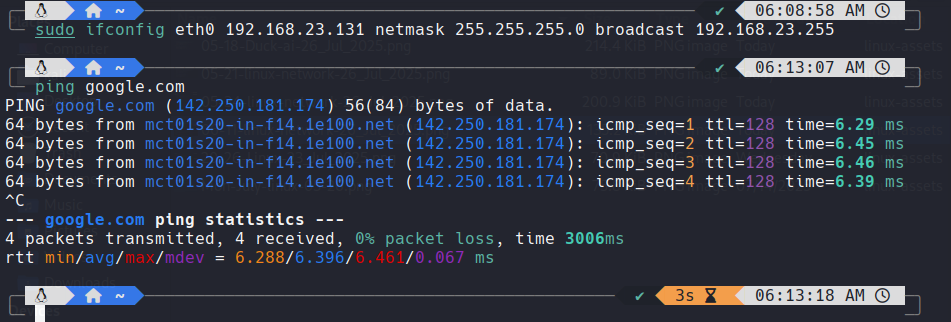 ~ ✔ 06:08:58 AM
sudo ifconfig eth0 192.168.23.131 netmask 255.255.255.0 broadcast 192.168.23.255
~ ✔ 06:13:07 AM
ping google.com
PING google.com (142.250.181.174) 56(84) bytes of data.
64 bytes from mct01s20-in-f14.1e100.net (142.250.181.174): icmp_seq=1 ttl=128 time=6.29 ms
64 bytes from mct01s20-in-f14.1e100.net (142.250.181.174): icmp_seq=2 ttl=128 time=6.45 ms
64 bytes from mct01s20-in-f14.1e100.net (142.250.181.174): icmp_seq=3 ttl=128 time=6.46 ms
64 bytes from mct01s20-in-f14.1e100.net (142.250.181.174): icmp_seq=4 ttl=128 time=6.39 ms
^C
--- google.com ping statistics ---
4 packets transmitted, 4 received, 0% packet loss, time 3006ms
rtt min/avg/max/mdev = 6.288/6.396/6.461/0.067 ms
~ ✔ 3s 06:13:18 AM